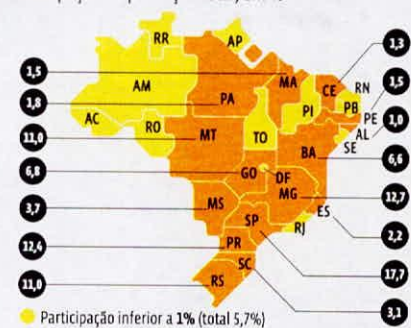 RR
AP
1,3
1,5
MA
CE
RN
AM
PA
PI
PB
1,5
1,8
PE
AC
RO
TO
AL
1,0
11,0
MT
BA
SE
6,6
6,8
GO
DF
MG
12,7
3,7
MS
ES
SP
RJ
2,2
12,4
PR
17,7
SC
11,0
RS
3,1
Participação inferior a 1% (total 5,7%)